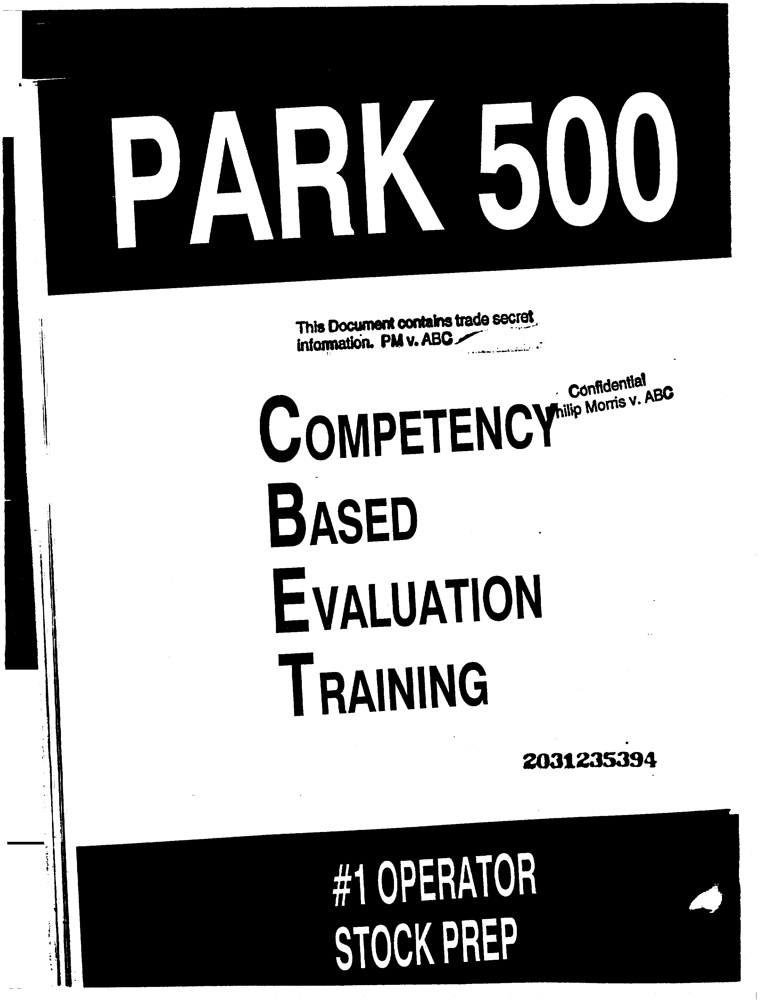 PARK 500
This Document contains trade secret
information. PM v. ABC
Confidential
Philip Morris v. ABC
COMPETENCY
BASED
EVALUATION
TRAINING
2031235394
#1 OPERATOR
STOCK PREP